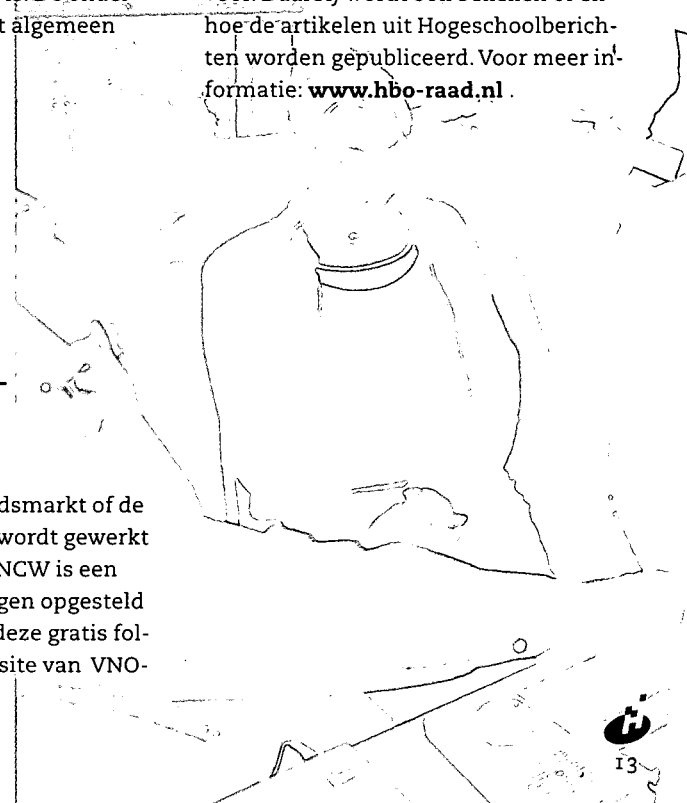 t algemeen
hoe de artikelen uit Hogeschoolberich-
ten worden gepubliceerd. Voor meer in-
formatie: www.hbo-raad.nl .
dsmarkt of de
wordt gewerkt
NCW is een
gen opgesteld
deze gratis fol-
site van VNO-
13